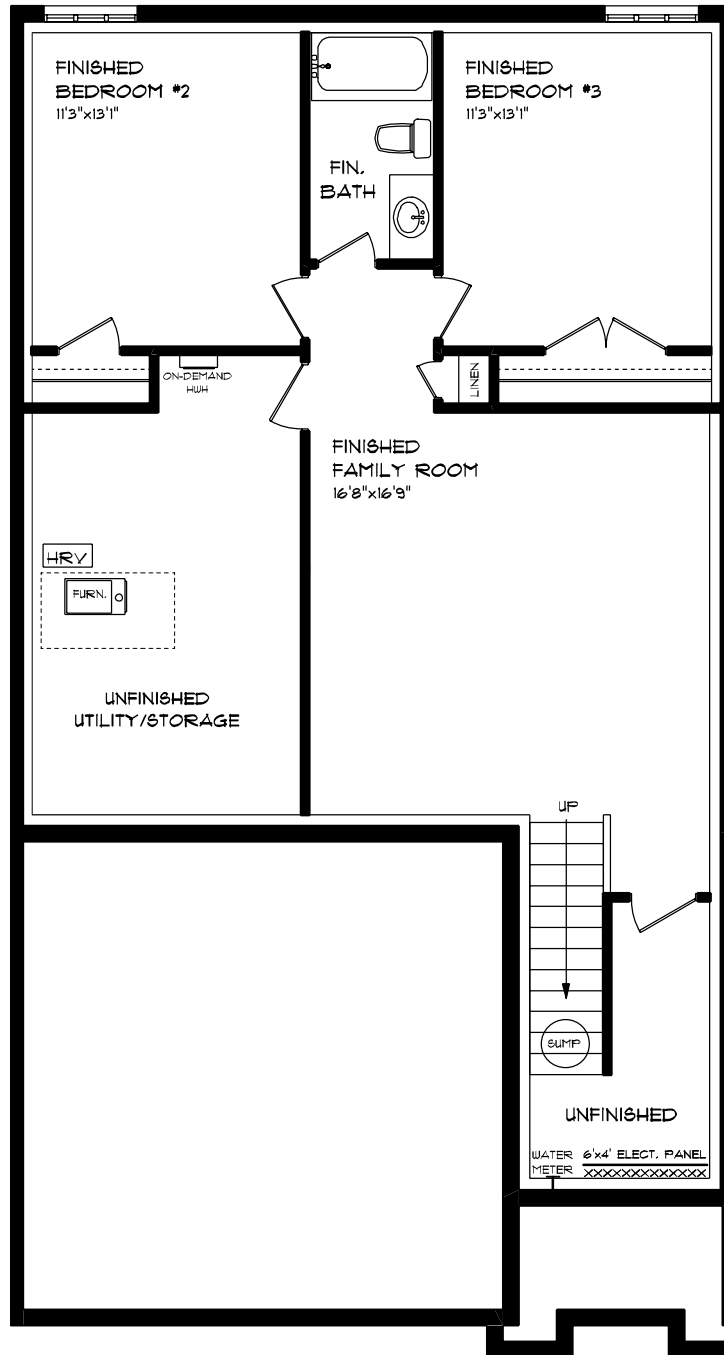 FINISHED
BEDROOM #2
11'3"x13'1"
FINISHED
BEDROOM #3
11'3"x13'1"
FIN.
BATH
ON-DEMAND
HWH
LINEN
FINISHED
FAMILY ROOM
16'8"x16'9"
HRV
FURN.
UNFINISHED
UTILITY/STORAGE
UP
SUMP
UNFINISHED
WATER
METER
6'x4' ELECT. PANEL